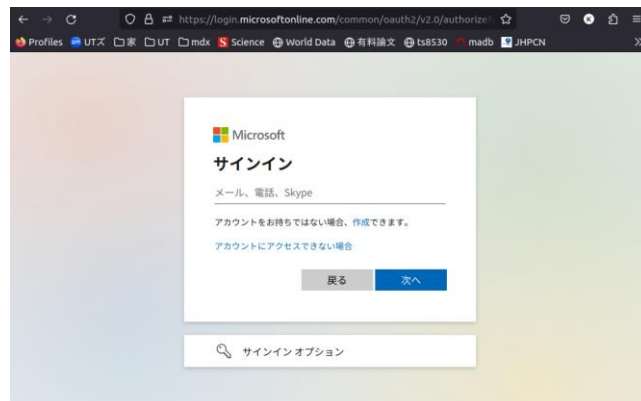 https://login.microsoftonline.com/common/oauth2/v2.0/authorize
Profiles UTズ 家 UT mdx Science World Data 有料論文 ts8530 madb JHPCN
Microsoft
サインイン
メール、電話、Skype
アカウントをお持ちではない場合、作成できます。
アカウントにアクセスできない場合
戻る 次へ
サインイン オプション